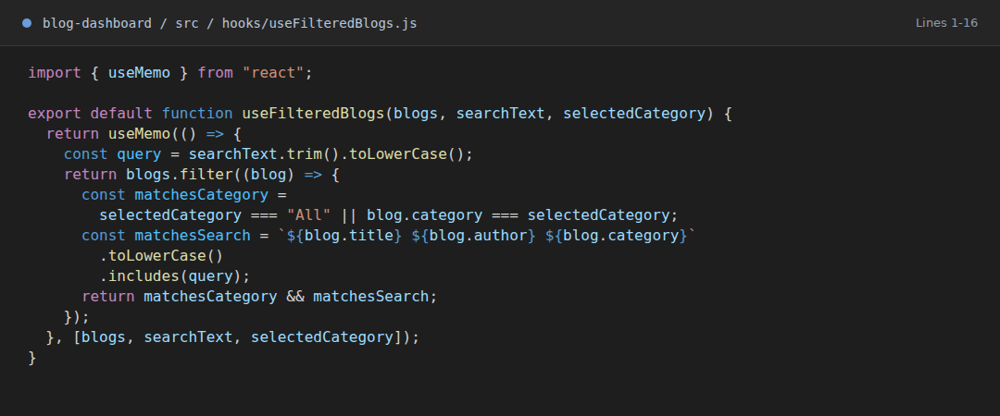 blog-dashboard / src / hooks/useFilteredBlogs.js
Lines 1-16
import { useMemo } from "react";

export default function useFilteredBlogs(blogs, searchText, selectedCategory) {
  return useMemo(() => {
    const query = searchText.trim().toLowerCase();
    return blogs.filter((blog) => {
      const matchesCategory =
        selectedCategory === "All" || blog.category === selectedCategory;
      const matchesSearch = `${blog.title} ${blog.author} ${blog.category}`
        .toLowerCase()
        .includes(query);
      return matchesCategory && matchesSearch;
    });
  }, [blogs, searchText, selectedCategory]);
}